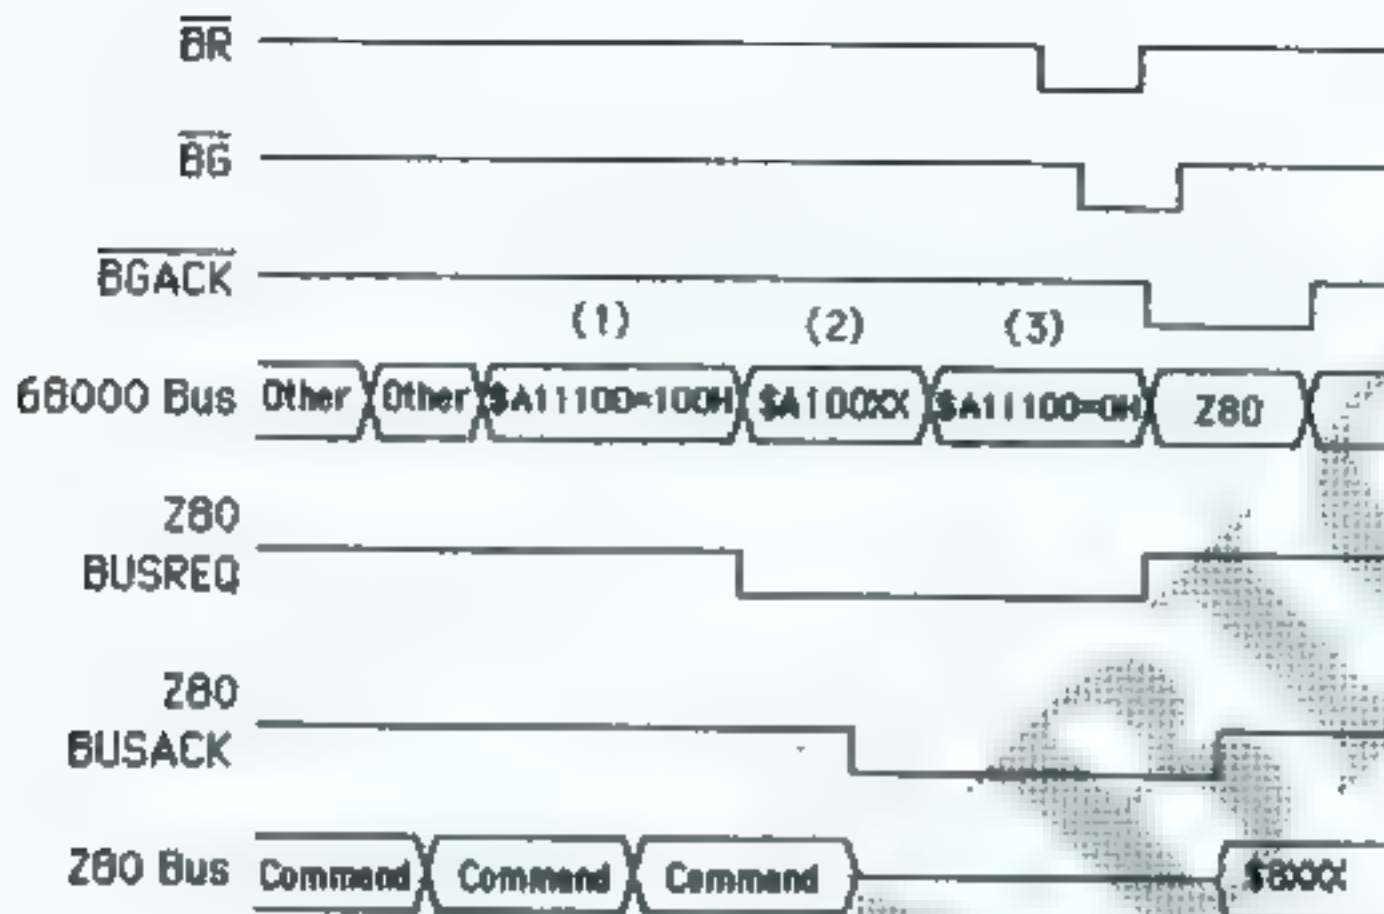 BR
BG
BGACK
(1) (2) (3)
68000 Bus Other Other $A11100=100H $A100XX $A11100=0H Z80
Z80
BUSREQ
Z80
BUSACK
Z80 Bus Command Command Command